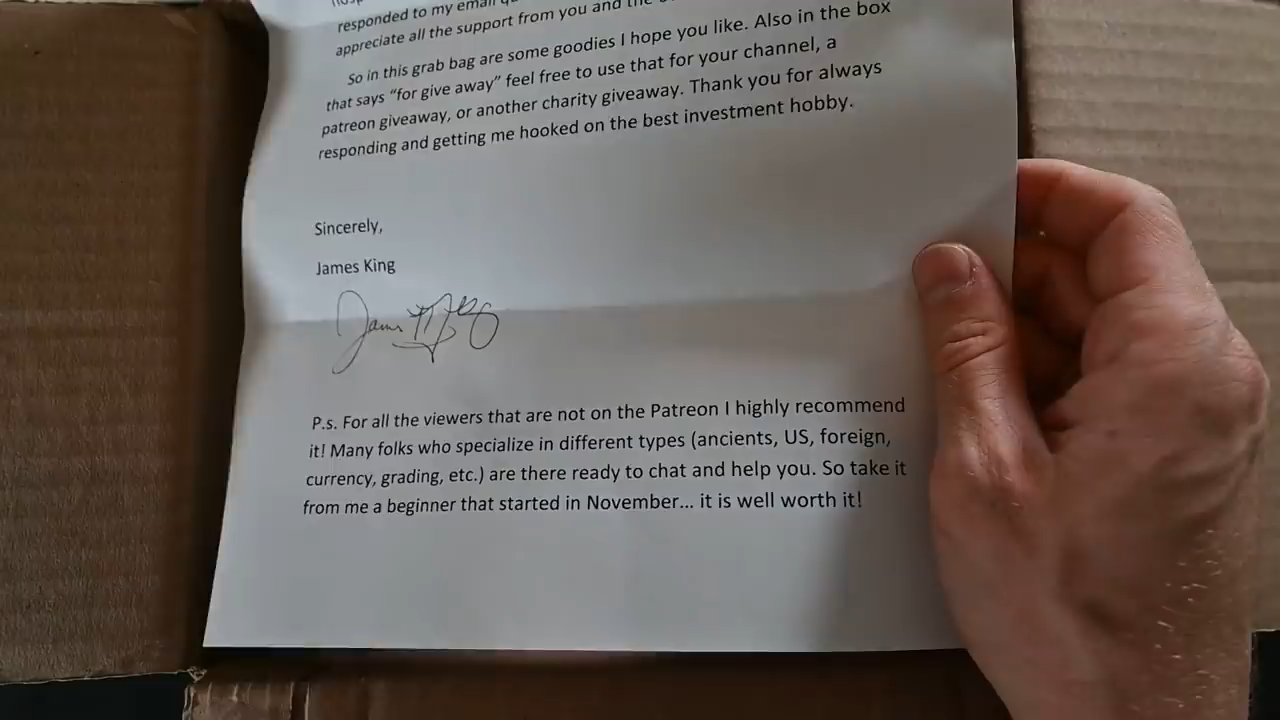 responded to my email
appreciate all the support from you and the
So in this grab bag are some goodies I hope you like. Also in the box
that says "for give away" feel free to use that for your channel, a
patreon giveaway, or another charity giveaway. Thank you for always
responding and getting me hooked on the best investment hobby.
Sincerely,
James King
James King
P.s. For all the viewers that are not on the Patreon I highly recommend
it! Many folks who specialize in different types (ancients, US, foreign,
currency, grading, etc.) are there ready to chat and help you. So take it
from me a beginner that started in November... it is well worth it!